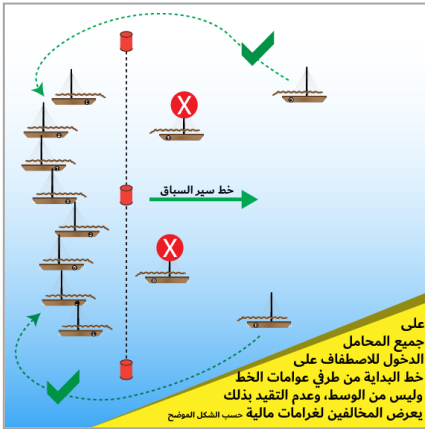 خط سير السباق
على
جميع المحامل
الدخول للاصطفاف على
خط البداية من طرفي عوامات الخط
وليس من الوسط، وعدم التقيد بذلك
يعرض المخالفين لغرامات مالية حسب الشكل الموضح